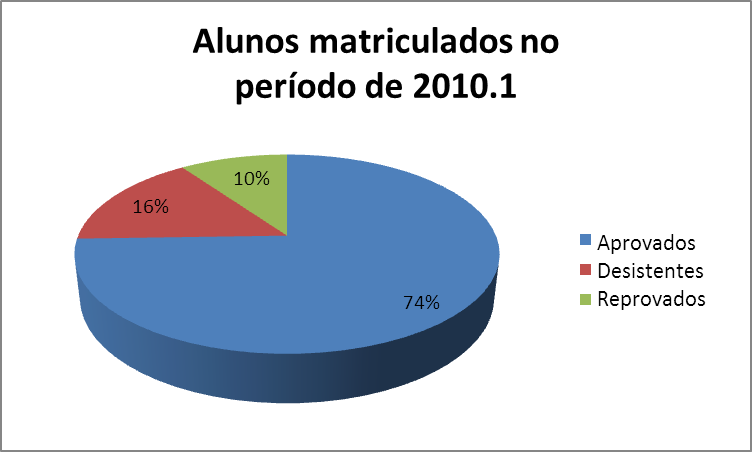 Alunos matriculados no
período de 2010.1
10%
16%
74%
Aprovados
Desistentes
Reprovados